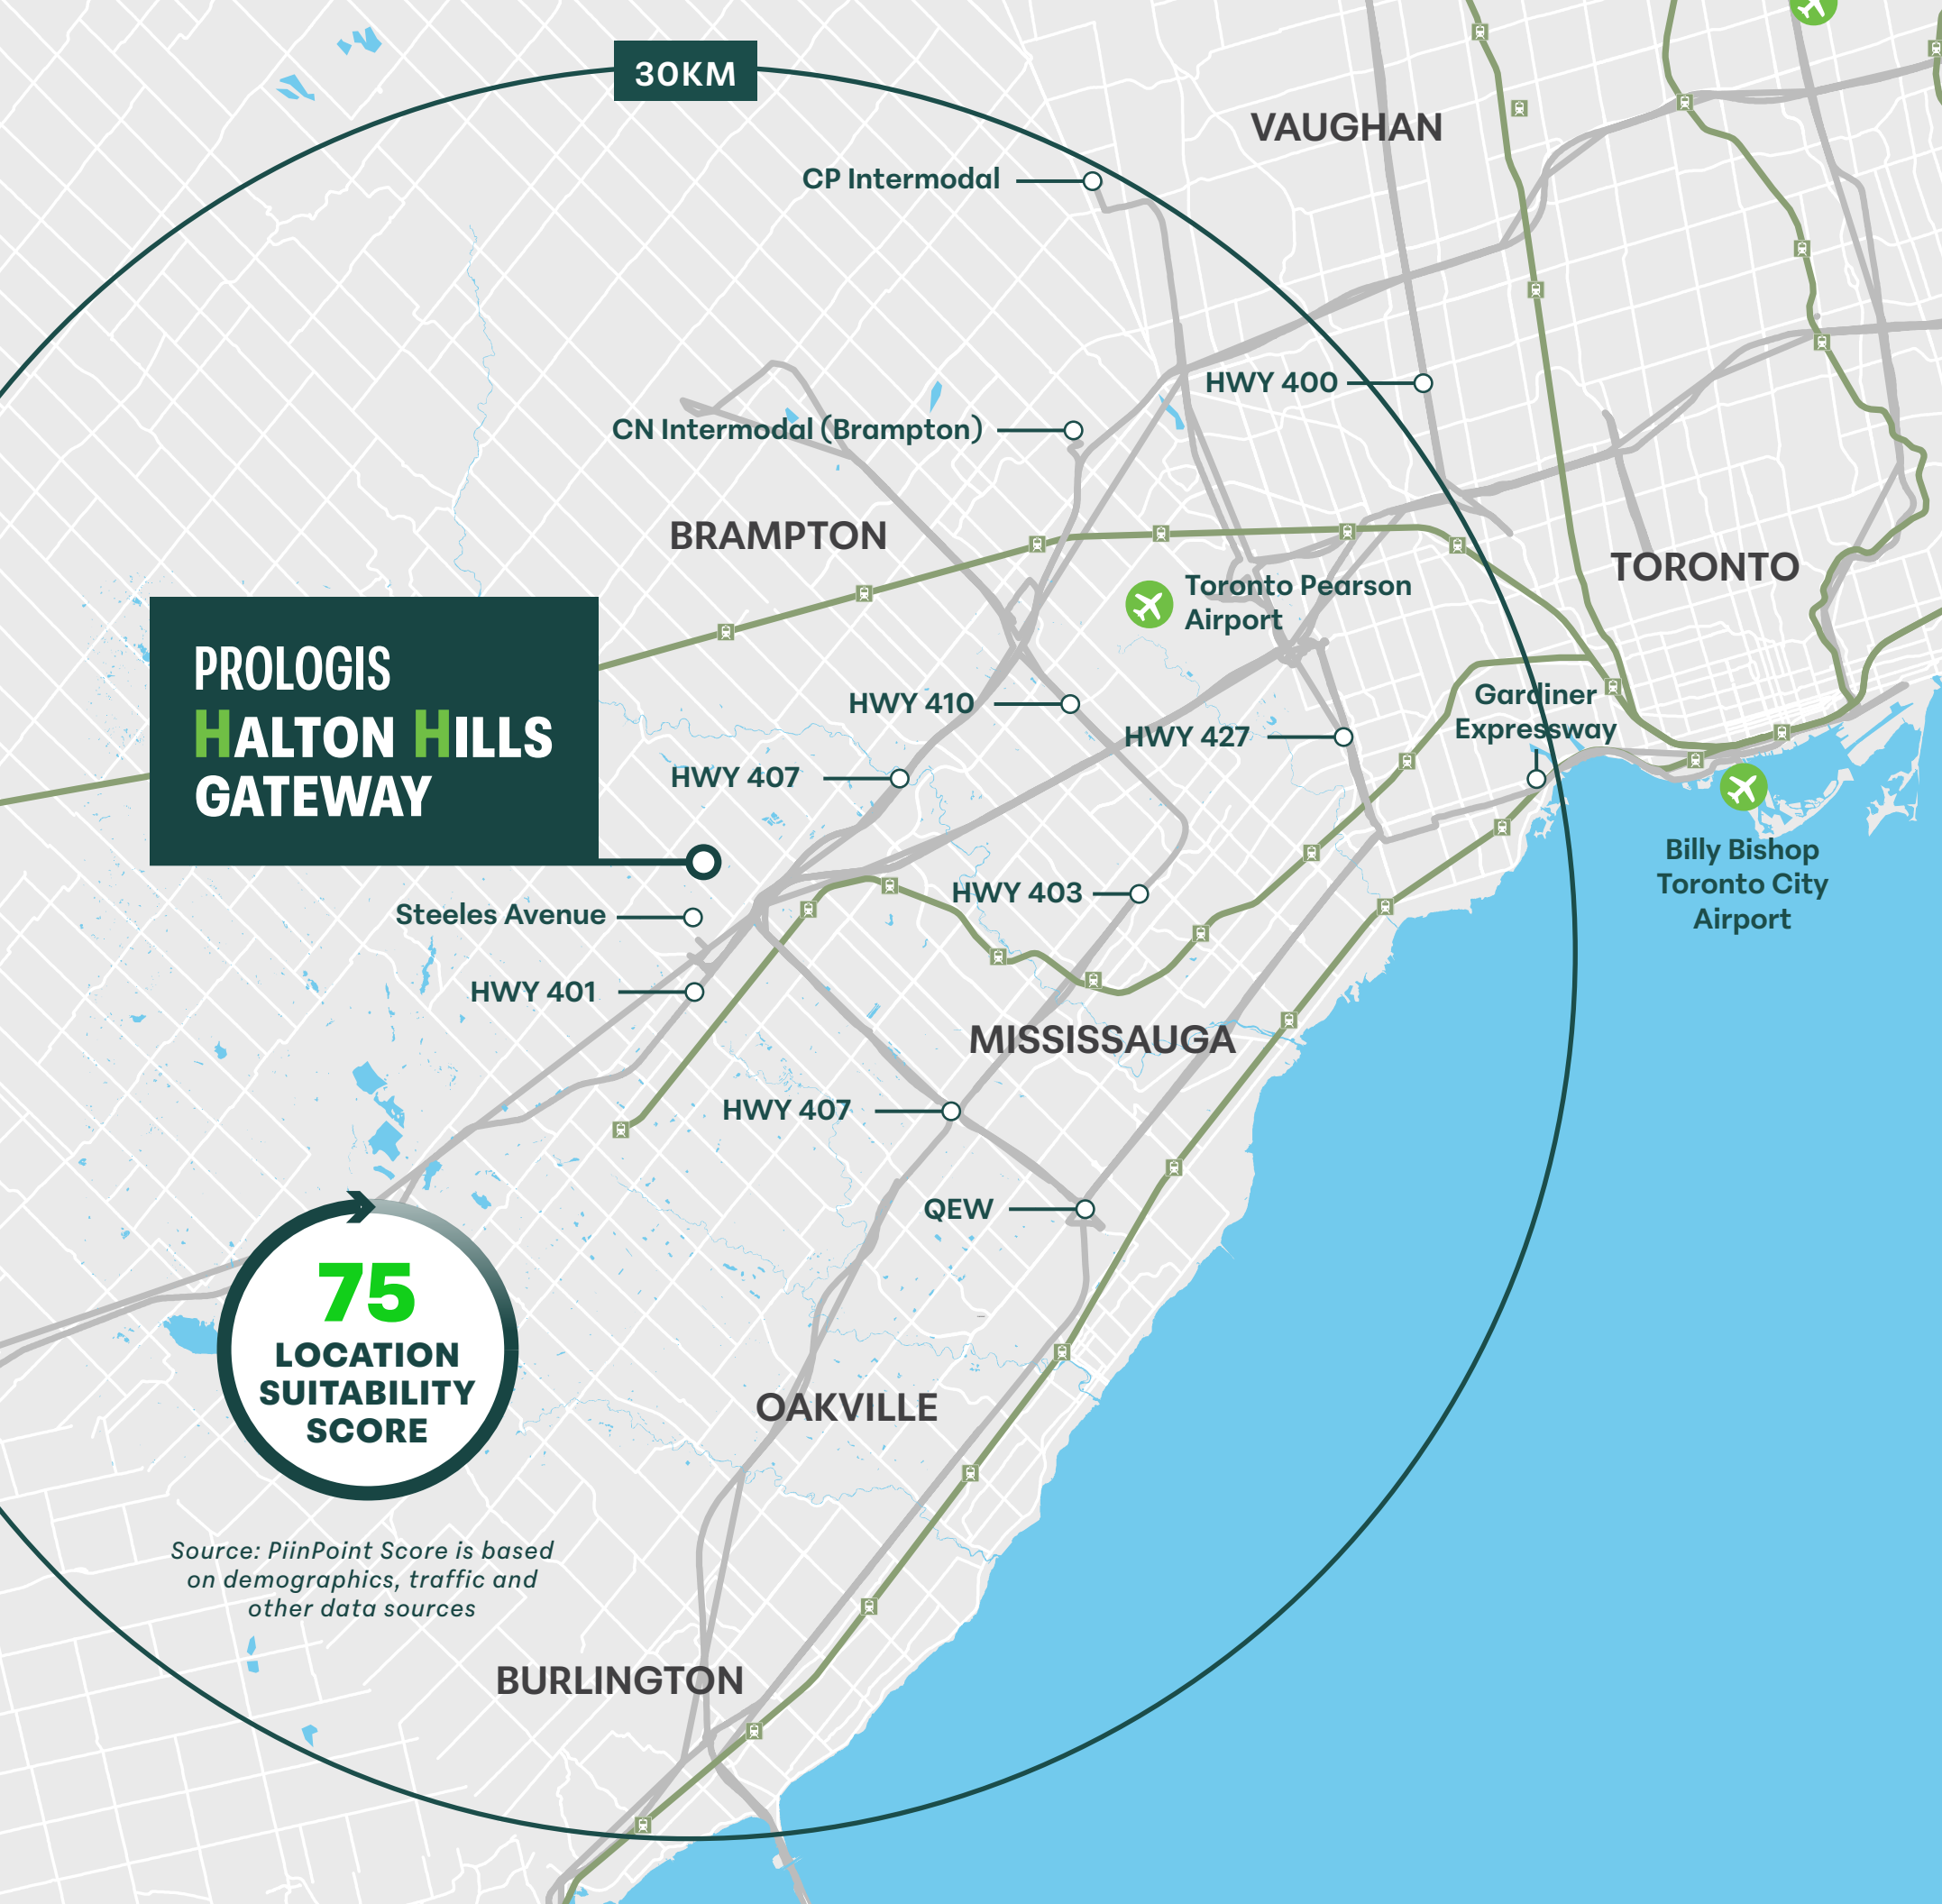 30KM
VAUGHAN
CP Intermodal
HWY 400
CN Intermodal (Brampton)
BRAMPTON
TORONTO
Toronto Pearson
Airport
PROLOGIS
HALTON HILLS
GATEWAY
HWY 410
Gardiner
Expressway
HWY 427
HWY 407
Billy Bishop
Toronto City
Airport
HWY 403
Steeles Avenue
HWY 401
MISSISSAUGA
HWY 407
QEW
75
LOCATION
SUITABILITY
SCORE
OAKVILLE
Source: PiinPoint Score is based
on demographics, traffic and
other data sources
BURLINGTON